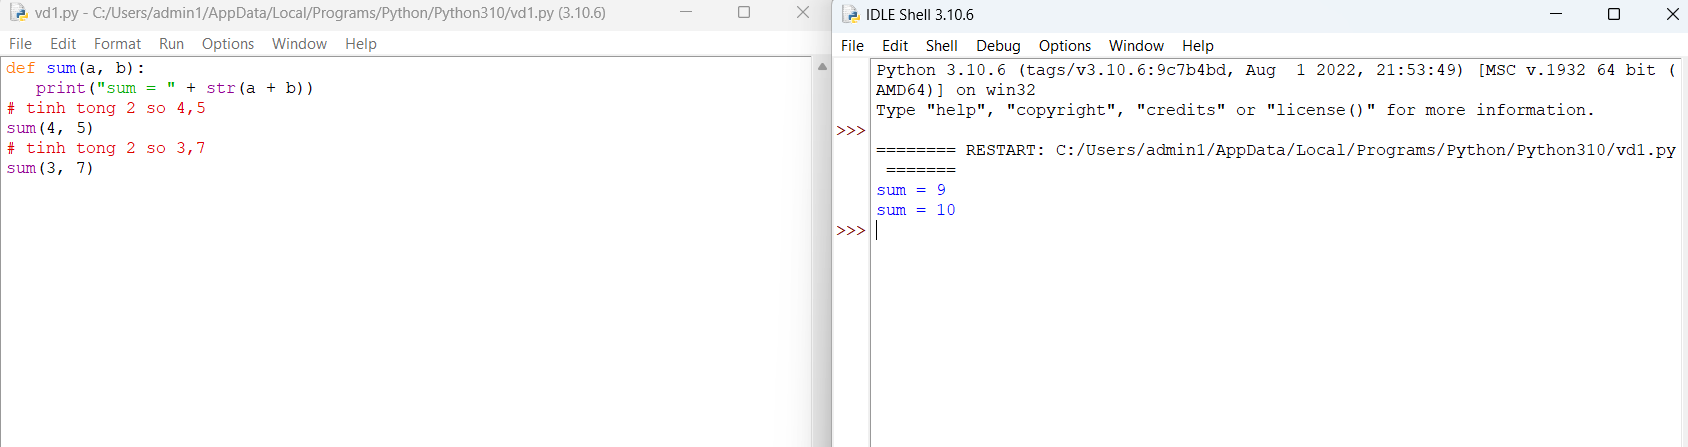 vd1.py - C:/Users/admin1/AppData/Local/Programs/Python/Python310/vd1.py (3.10.6)
File Edit Format Run Options Window Help
def sum(a, b):
   print("sum = " + str(a + b))
# tinh tong 2 so 4,5
sum(4, 5)
# tinh tong 2 so 3,7
sum(3, 7)
IDLE Shell 3.10.6
File Edit Shell Debug Options Window Help
Python 3.10.6 (tags/v3.10.6:9c7b4bd, Aug  1 2022, 21:53:49) [MSC v.1932 64 bit (
AMD64)] on win32
Type "help", "copyright", "credits" or "license()" for more information.
>>>
======== RESTART: C:/Users/admin1/AppData/Local/Programs/Python/Python310/vd1.py
 =======
sum = 9
sum = 10
>>>